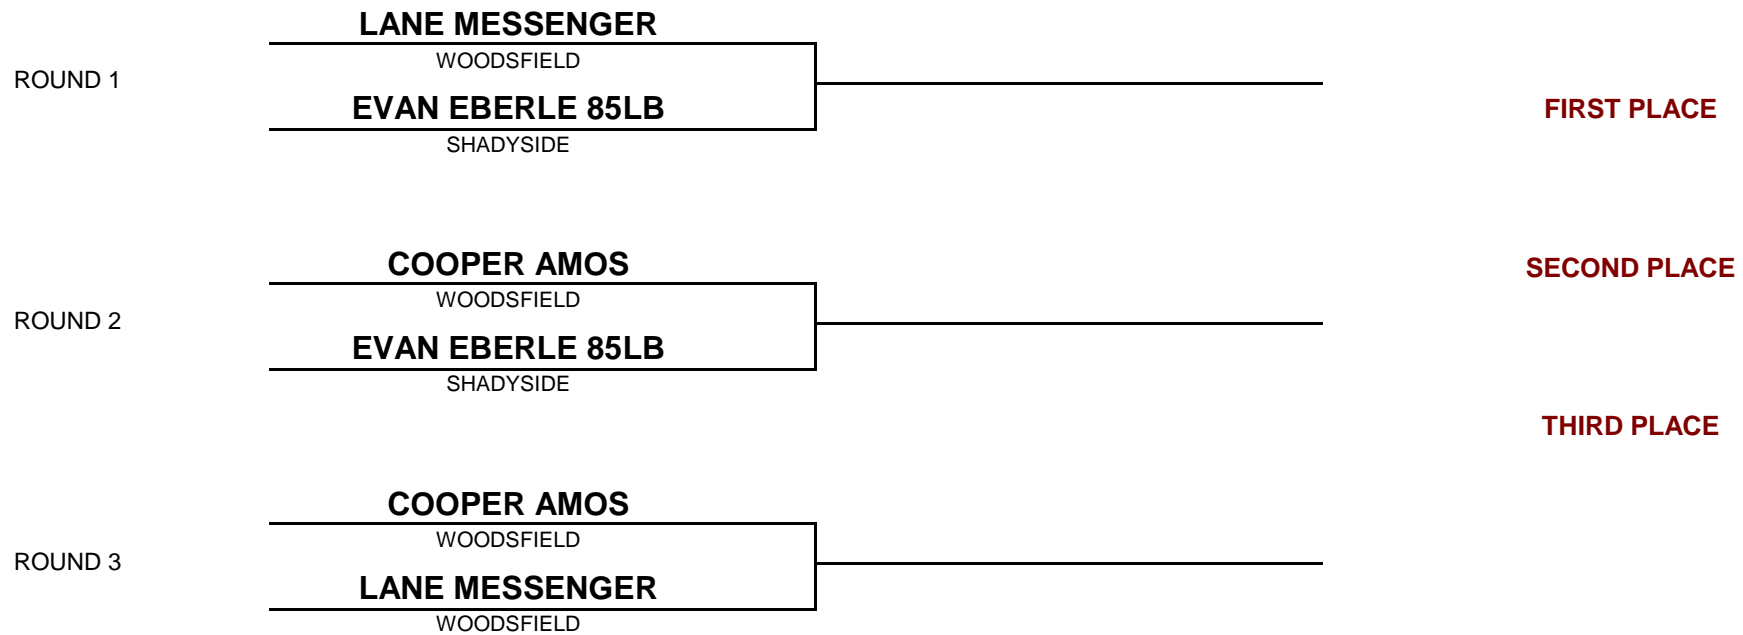 LANE MESSENGER
WOODSFIELD
ROUND 1
EVAN EBERLE 85LB
FIRST PLACE
SHADYSIDE
COOPER AMOS
SECOND PLACE
WOODSFIELD
ROUND 2
EVAN EBERLE 85LB
SHADYSIDE
THIRD PLACE
COOPER AMOS
WOODSFIELD
ROUND 3
LANE MESSENGER
WOODSFIELD